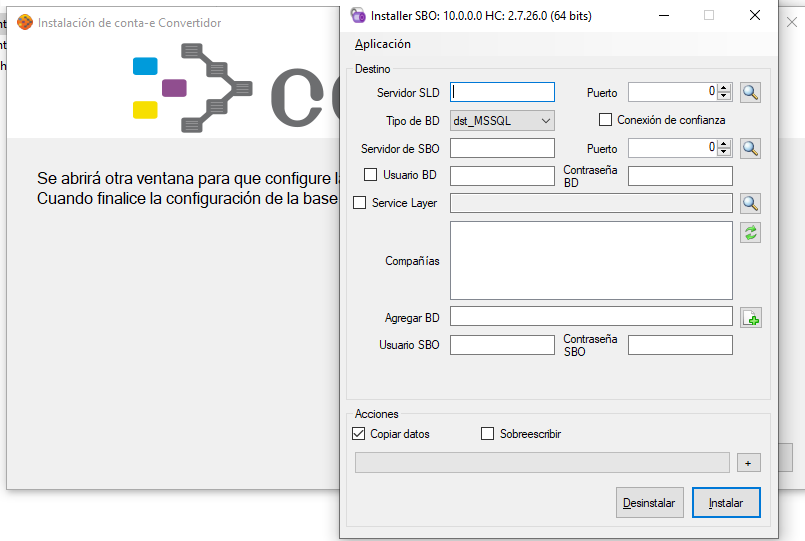 Instalación de conta-e Convertidor
Installer SBO: 10.0.0.0 HC: 2.7.26.0 (64 bits)
Aplicación
Destino
Servidor SLD
Puerto 0
Tipo de BD dst_MSSQL
Conexión de confianza
Servidor de SBO
Puerto 0
Usuario BD
Contraseña
BD
Service Layer
Compañías
Agregar BD
Usuario SBO
Contraseña
SBO
Acciones
Copiar datos
Sobreescribir
+
Desinstalar
Instalar
Se abrirá otra ventana para que configure
Cuando finalice la configuración de la base